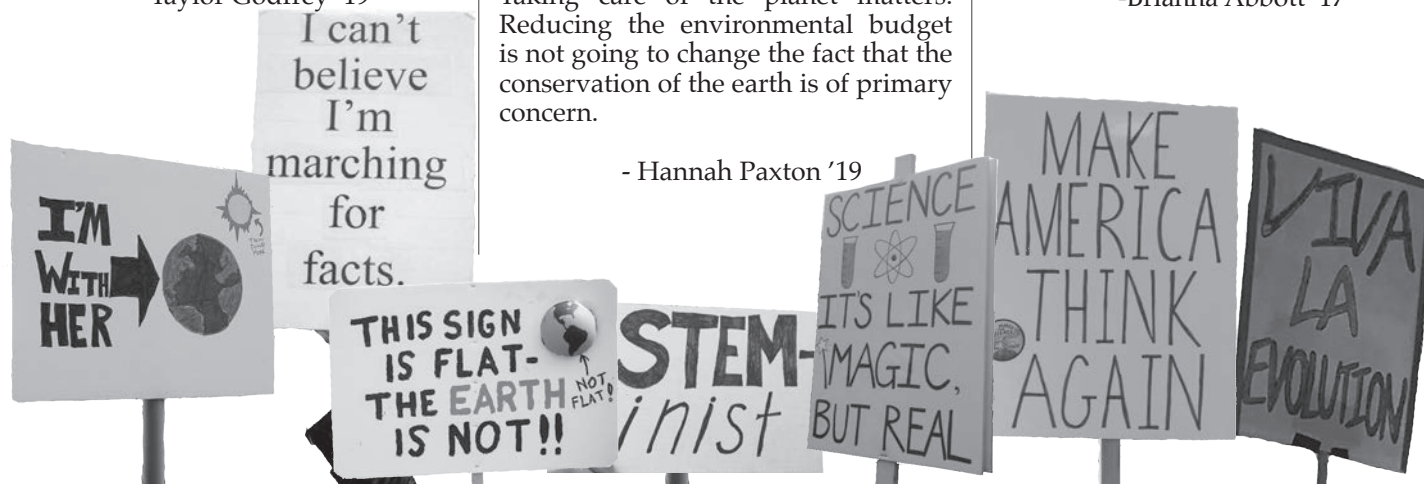 Taylor Godfrey '19
Taking care of the planet matters.
Reducing the environmental budget
is not going to change the fact that the
conservation of the earth is of primary
concern.
- Hannah Paxton ’19
-Brianna Abbott '17
I'M
WITH
HER
I can’t
believe
I’m
marching
for
facts.
THIS SIGN
IS FLAT-
THE EARTH
IS NOT!!
NOT
FLAT!
STEM-
inist
SCIENCE
IT'S LIKE
MAGIC,
BUT REAL
MAKE
AMERICA
THINK
AGAIN
VIVA
LA
EVOLUTION